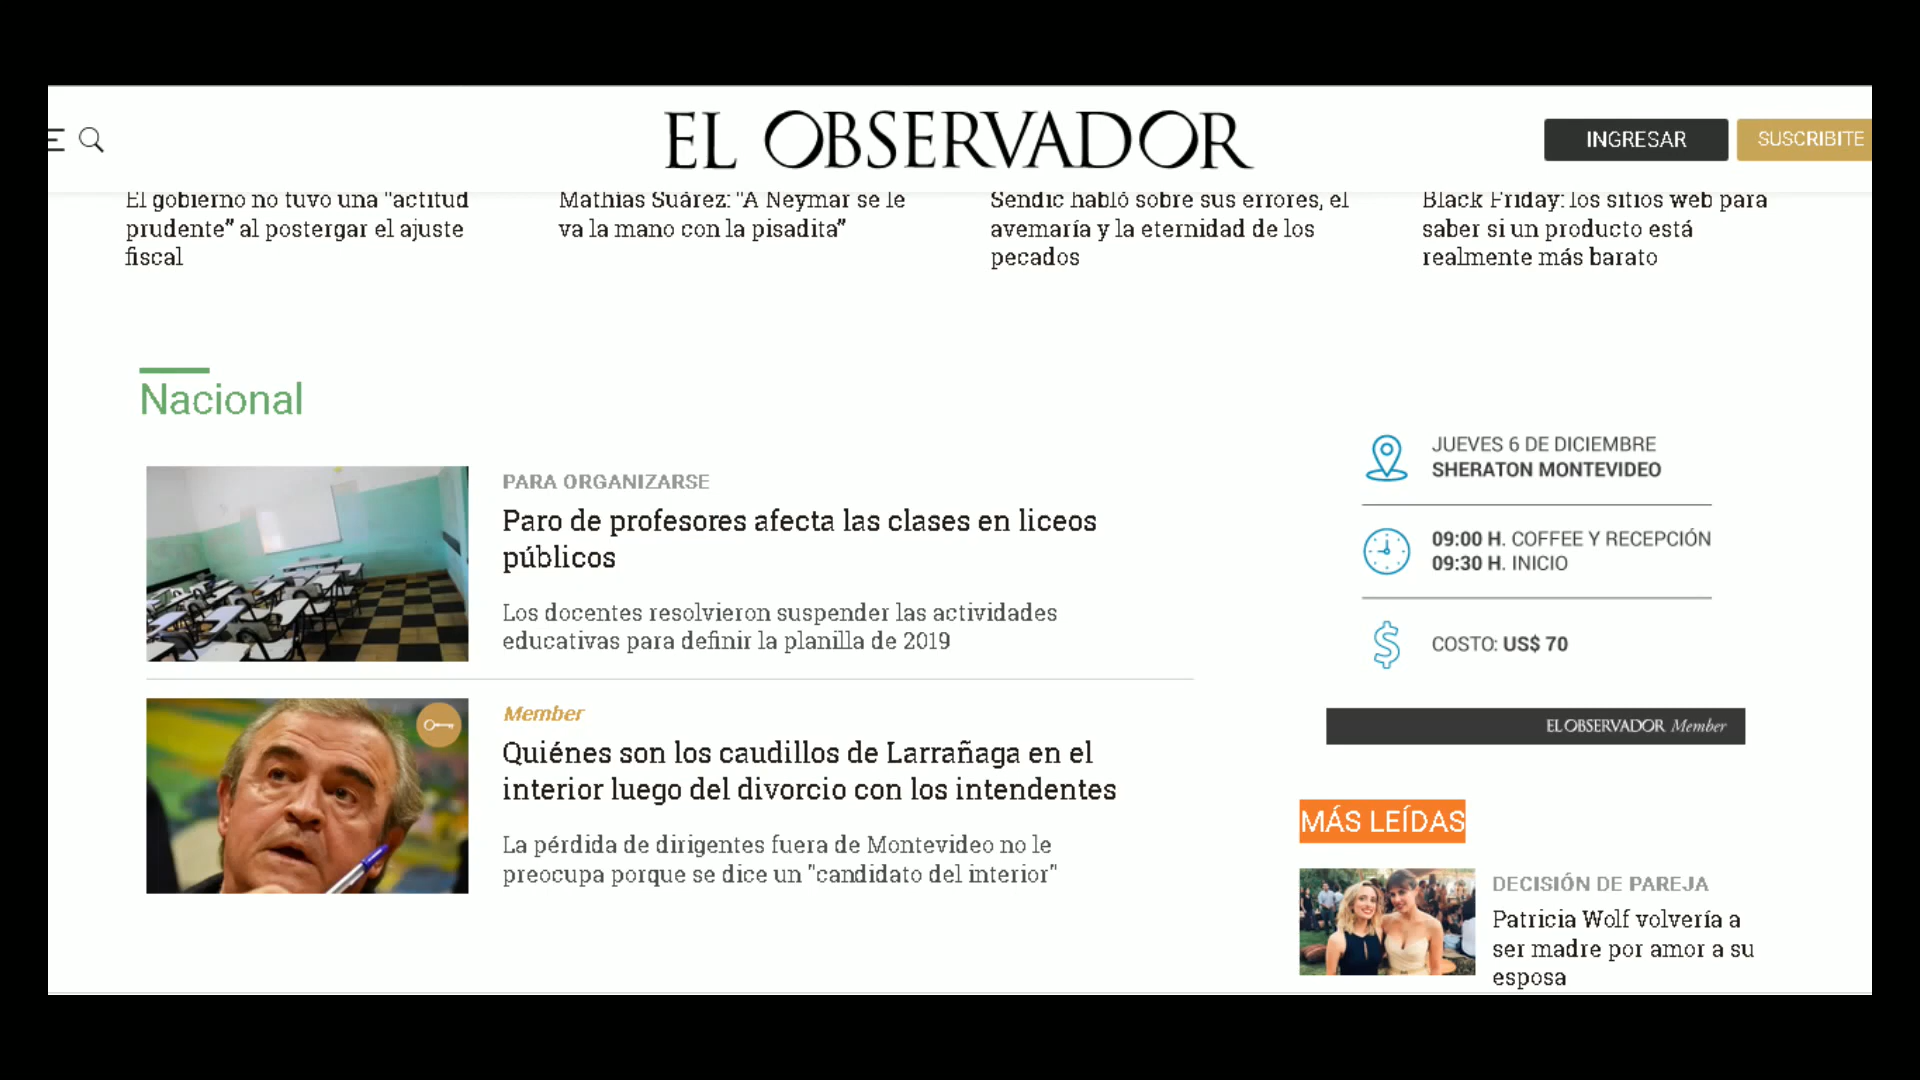 EL OBSERVADOR
INGRESAR
SUSCRIBITE
El gobierno no tuvo una "actitud
prudente” al postergar el ajuste
fiscal
Mathías Suárez: "A Neymar se le
va la mano con la pisadita”
Sendic habló sobre sus errores, el
avemaría y la eternidad de los
pecados
Black Friday: los sitios web para
saber si un producto está
realmente más barato
Nacional
PARA ORGANIZARSE
Paro de profesores afecta las clases en liceos
públicos
Los docentes resolvieron suspender las actividades
educativas para definir la planilla de 2019
Member
Quiénes son los caudillos de Larrañaga en el
interior luego del divorcio con los intendentes
La pérdida de dirigentes fuera de Montevideo no le
preocupa porque se dice un "candidato del interior"
JUEVES 6 DE DICIEMBRE
SHERATON MONTEVIDEO
09:00 H. COFFEE Y RECEPCIÓN
09:30 H. INICIO
COSTO: US$ 70
EL OBSERVADOR Member
MÁS LEÍDAS
DECISIÓN DE PAREJA
Patricia Wolf volvería a
ser madre por amor a su
esposa